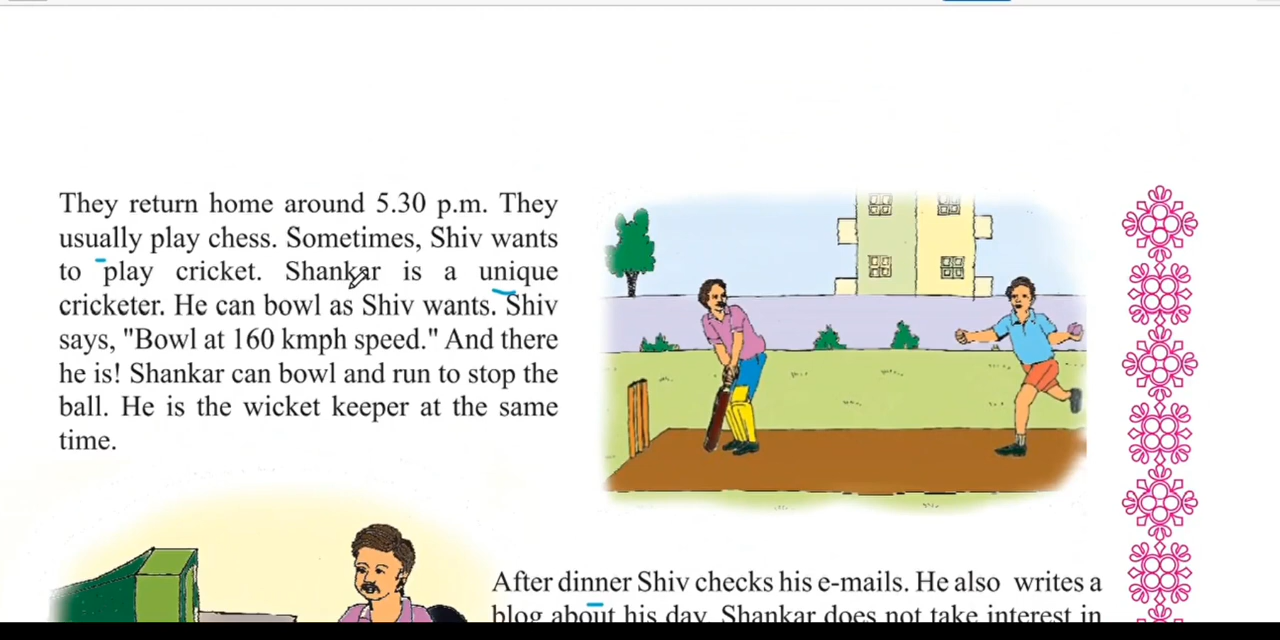 They return home around 5.30 p.m. They
usually play chess. Sometimes, Shiv wants
to play cricket. Shankar is a unique
cricketer. He can bowl as Shiv wants. Shiv
says, "Bowl at 160 kmph speed." And there
he is! Shankar can bowl and run to stop the
ball. He is the wicket keeper at the same
time.
After dinner Shiv checks his e-mails. He also writes a
blog about his day. Shankar does not take interest in